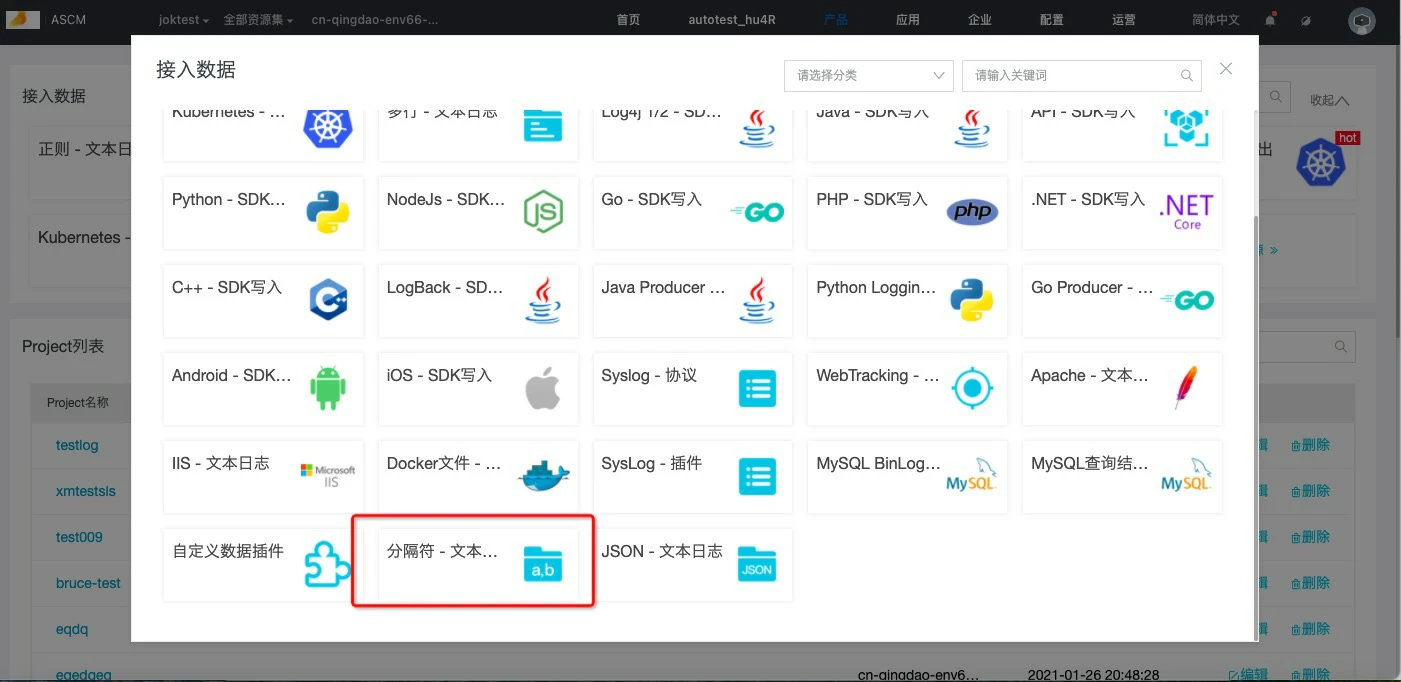 ASCM joktest 全部资源集 cn-qingdao-env66-... 首页 autotest_hu4R 产品 应用 企业 配置 运营 简体中文
接入数据 请选择分类 请输入关键词
接入数据 收起
Kubernetes - ... 多行 - 文本日志 Log4j 1/2 - SD... Java - SDK写入 API - SDK写入
正则 - 文本日 出 hot
Python - SDK... NodeJs - SDK... JS Go - SDK写入 GO PHP - SDK写入 php .NET - SDK写入 .NET Core
Kubernetes -
C++ - SDK写入 C++ LogBack - SD... Java Producer ... Python Loggin... Go Producer - ... GO
Project列表
Android - SDK... iOS - SDK写入 Syslog - 协议 WebTracking - ... Apache - 文本...
Project名称
testlog 辑 删除
IIS - 文本日志 Microsoft IIS Docker文件 - ... SysLog - 插件 MySQL BinLog... MySQL MySQL查询结... MySQL
xmtestsls 辑 删除
test009 辑 删除
自定义数据插件 分隔符 - 文本... a,b JSON - 文本日志 JSON
bruce-test 辑 删除
eqdq 辑 删除
eqedgeg cn-qingdao-env6... 2021-01-26 20:48:28 编辑 删除